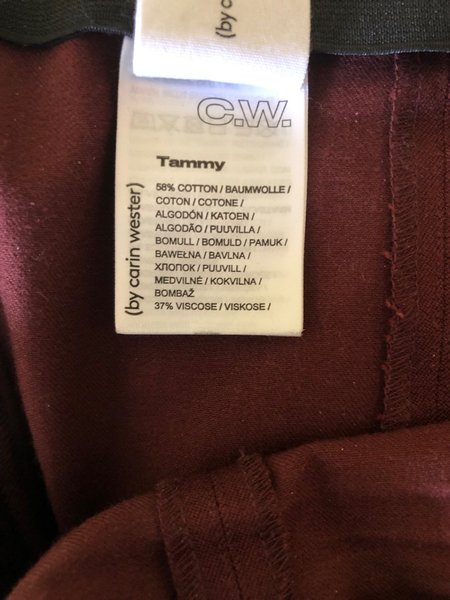 (by c
C.W.
Tammy
58% COTTON / BAUMWOLLE /
COTON / COTONE /
ALGODÓN / KATOEN /
ALGODÃO / PUUVILLA /
BOMULL / BOMULD / PAMUK /
BAWEŁNA / BAVLNA /
ХЛОПОК / PUUVILL /
MEDVILNĖ / KOKVILNA /
BOMBAŽ
37% VISCOSE / VISKOSE /
(by carin wester)